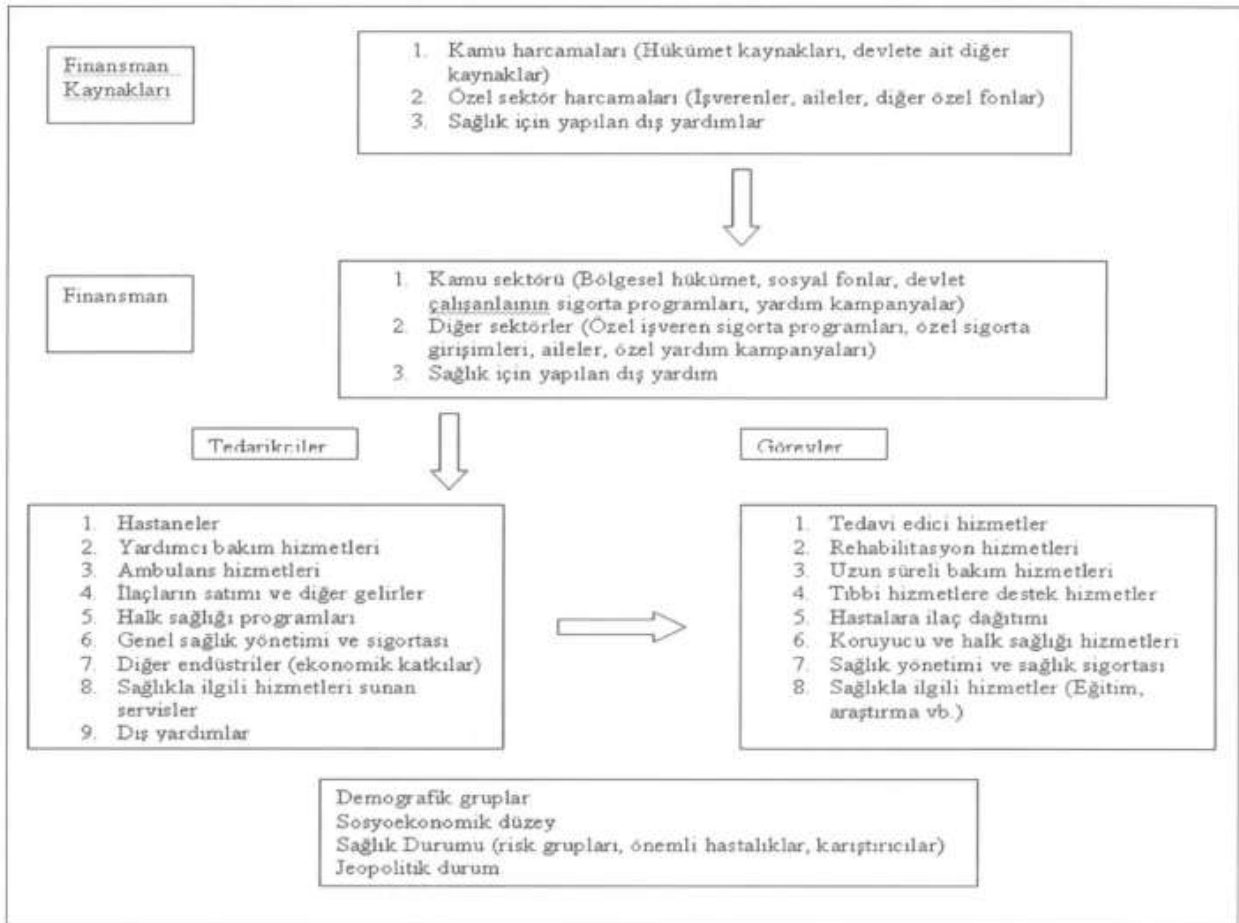 Finansman
Kaynakları
1. Kamu harcamaları (Hükümet kaynakları, devlete ait diğer
kaynaklar)
2. Özel sektör harcamaları (İşverenler, aileler, diğer özel fonlar)
3. Sağlık için yapılan dış yardımlar
Finansman
1. Kamu sektörü (Bölgesel hükümet, sosyal fonlar, devlet
çalışanlaının sigorta programları, yardım kampanyalar)
2. Diğer sektörler (Özel işveren sigorta programları, özel sigorta
girişimleri, aileler, özel yardım kampanyaları)
3. Sağlık için yapılan dış yardım
Tedarikçiler
Görevler
1. Hastaneler
2. Yardımcı bakım hizmetleri
3. Ambulans hizmetleri
4. İlaçların satımı ve diğer gelirler
5. Halk sağlığı programları
6. Genel sağlık yönetimi ve sigortası
7. Diğer endüstriler (ekonomik katkılar)
8. Sağlıkla ilgili hizmetleri sunan
servisler
9. Dış yardımlar
1. Tedavi edici hizmetler
2. Rehabilitasyon hizmetleri
3. Uzun süreli bakım hizmetleri
4. Tıbbi hizmetlere destek hizmetler
5. Hastalara ilaç dağıtımı
6. Koruyucu ve halk sağlığı hizmetleri
7. Sağlık yönetimi ve sağlık sigortası
8. Sağlıkla ilgili hizmetler (Eğitim,
araştırma vb.)
Demografik gruplar
Sosyoekonomik düzey
Sağlık Durumu (risk grupları, önemli hastalıklar, karıştırıcılar)
Jeopolitik durum